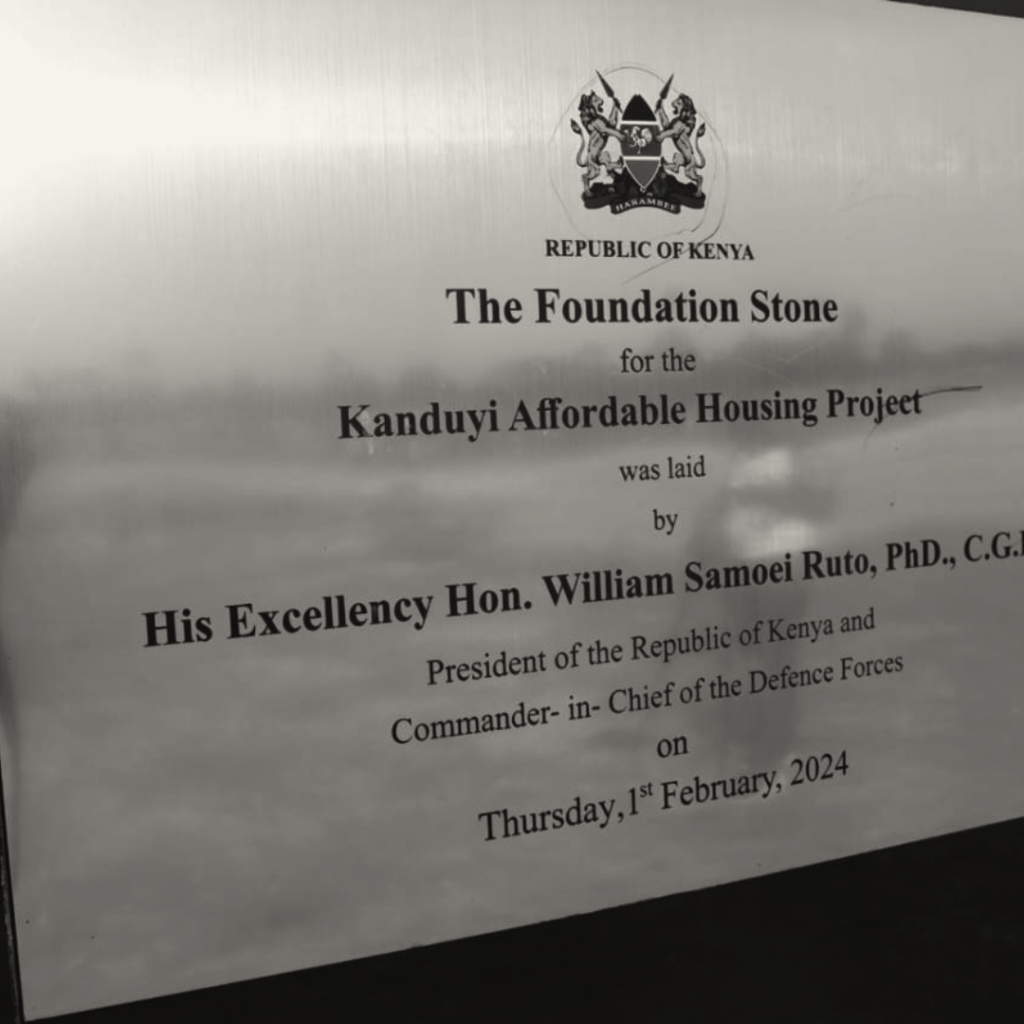 HARAMBEE
REPUBLIC OF KENYA
The Foundation Stone
for the
Kanduyi Affordable Housing Project
was laid
by
His Excellency Hon. William Samoei Ruto, PhD., C.G.
President of the Republic of Kenya and
Commander- in- Chief of the Defence Forces
on
Thursday,1st February, 2024